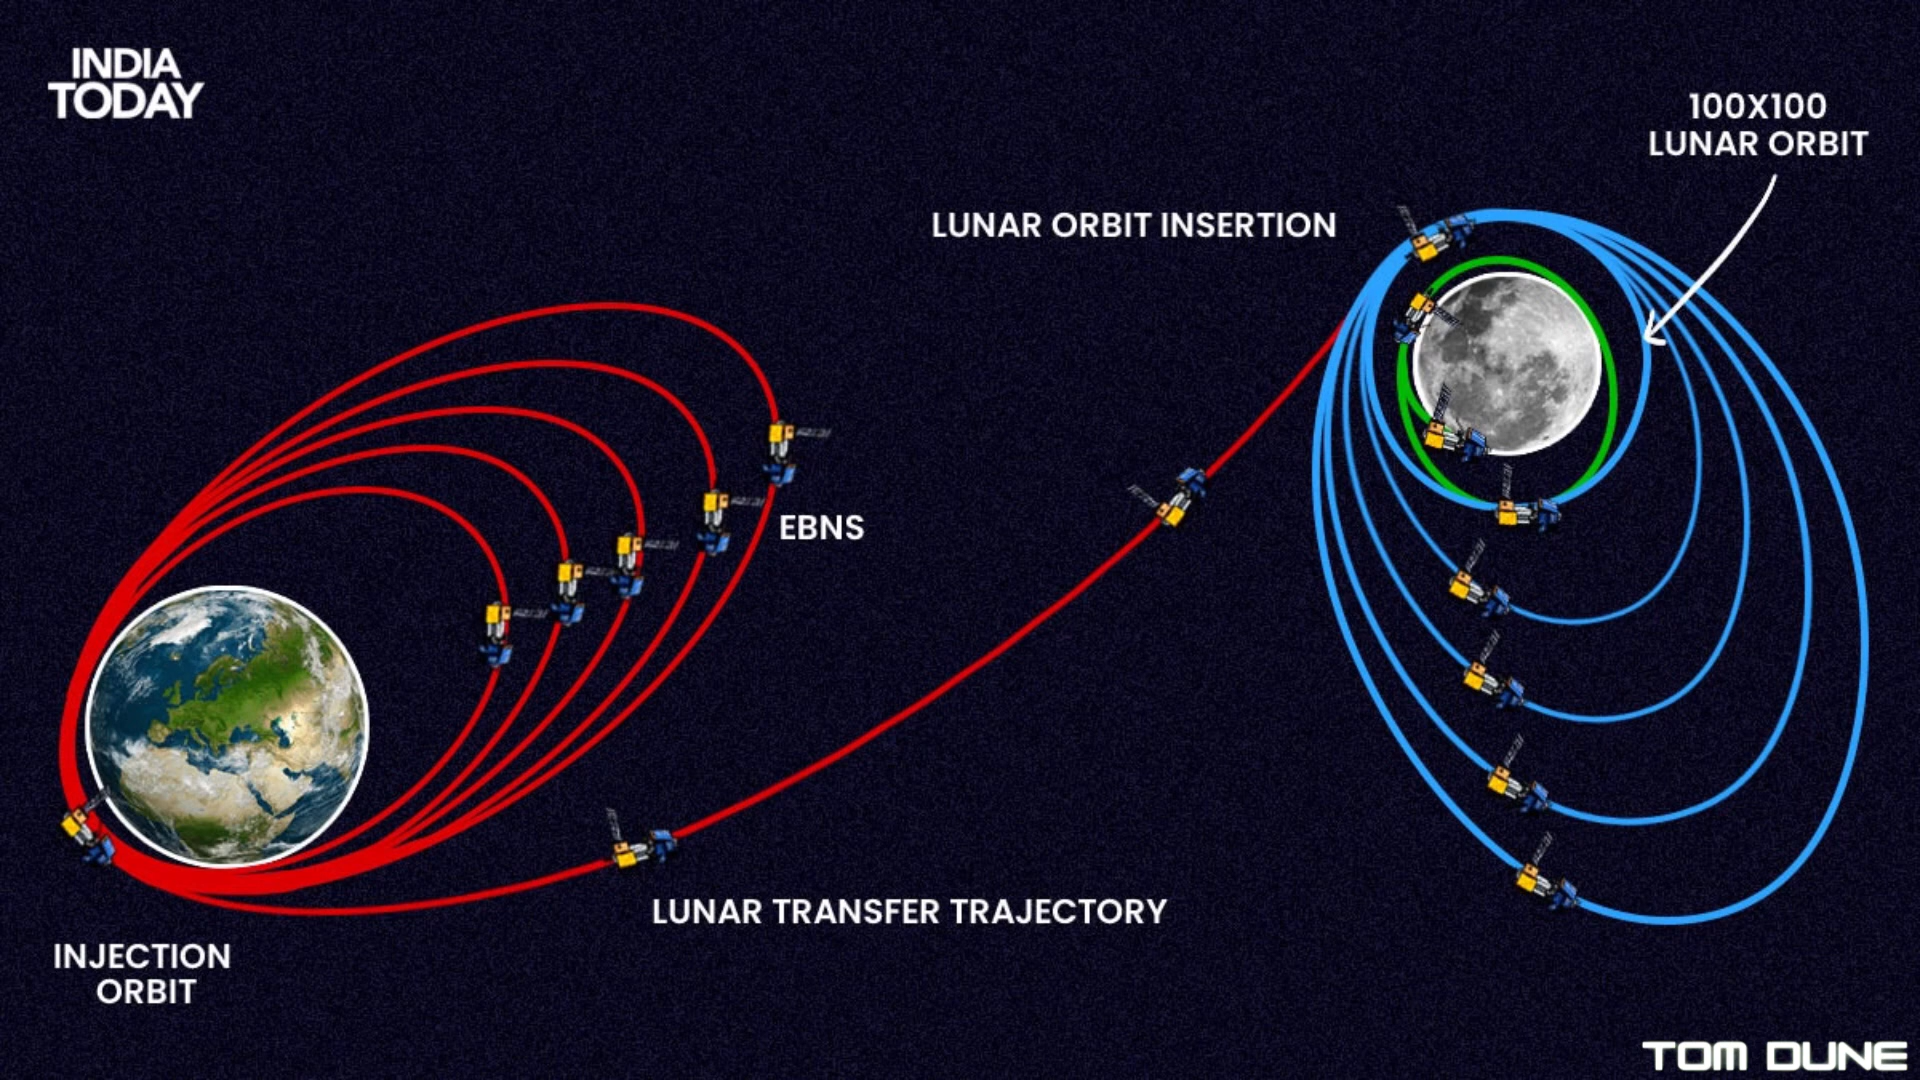 INDIA
TODAY
100X100
LUNAR ORBIT
LUNAR ORBIT INSERTION
EBNS
LUNAR TRANSFER TRAJECTORY
INJECTION
ORBIT
TOM DUNE